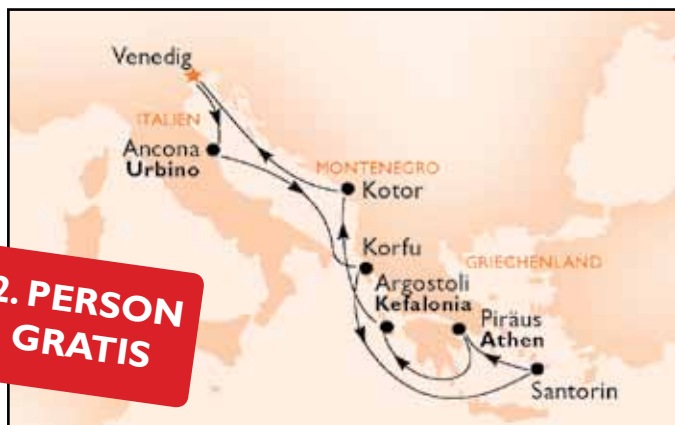 Venedig
ITALIEN
Ancona
Urbino
MONTENEGRO
Kotor
Korfu
GRIECHENLAND
Argostoli
Kefalonia
Piräus
Athen
Santorin
2. PERSON
GRATIS